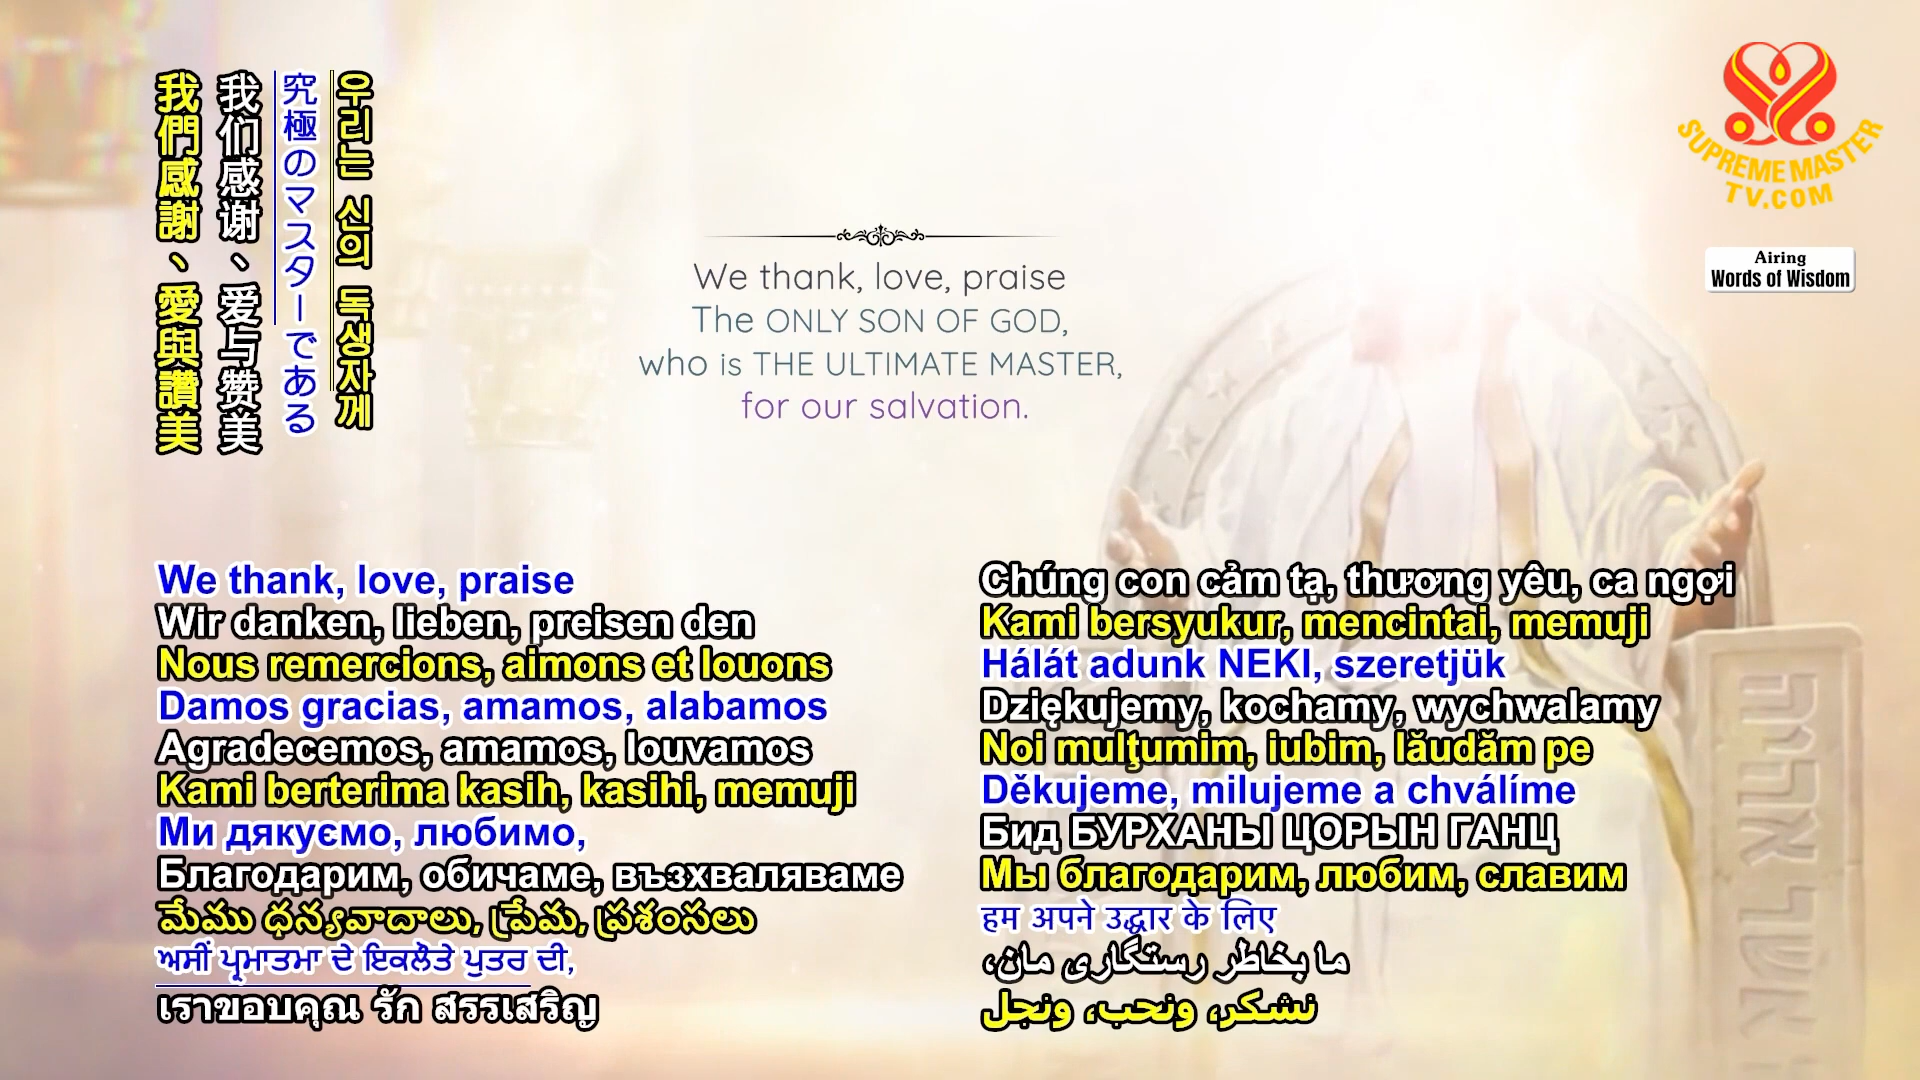 我們感謝、愛與讚美
我们感谢、爱与赞美
究極のマスターである
우리는 신의 독생자께
SUPREME MASTER
TV.COM
Airing
Words of Wisdom
We thank, love, praise
The ONLY SON OF GOD,
who is THE ULTIMATE MASTER,
for our salvation.
We thank, love, praise
Wir danken, lieben, preisen den
Nous remercions, aimons et louons
Damos gracias, amamos, alabamos
Agradecemos, amamos, louvamos
Kami berterima kasih, kasihi, memuji
Ми дякуємо, любимо,
Благодарим, обичаме, възхваляваме
మేము ధన్యవాదాలు, ప్రేమ, ప్రశంసలు
ਅਸੀਂ ਪ੍ਰਮਾਤਮਾ ਦੇ ਇਕਲੌਤੇ ਪੁਤਰ ਦੀ,
เราขอบคุณ รัก สรรเสริญ
Chúng con cảm tạ, thương yêu, ca ngợi
Kami bersyukur, mencintai, memuji
Hálát adunk NEKI, szeretjük
Dziękujemy, kochamy, wychwalamy
Noi mulţumim, iubim, lăudăm pe
Děkujeme, milujeme a chválíme
Бид БУРХАНЫ ЦОРЫН ГАНЦ
Мы благодарим, любим, славим
हम अपने उद्धार के लिए
ما بخاطر رستگاری مان،
نشكر، ونحب، ونجل
אהיה
אשר